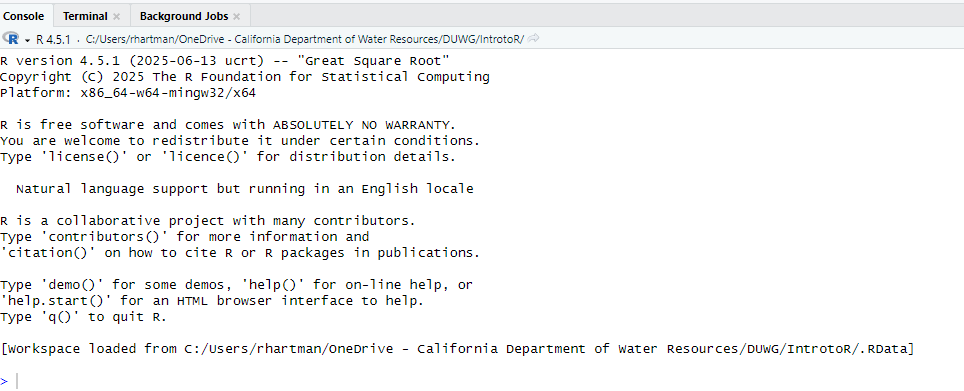 Console Terminal Background Jobs
R 4.5.1 · C:/Users/rhartman/OneDrive - California Department of Water Resources/DUWG/IntrotoR/
R version 4.5.1 (2025-06-13 ucrt) -- "Great Square Root"
Copyright (C) 2025 The R Foundation for Statistical Computing
Platform: x86_64-w64-mingw32/x64
R is free software and comes with ABSOLUTELY NO WARRANTY.
You are welcome to redistribute it under certain conditions.
Type 'license()' or 'licence()' for distribution details.
Natural language support but running in an English locale
R is a collaborative project with many contributors.
Type 'contributors()' for more information and
'citation()' on how to cite R or R packages in publications.
Type 'demo()' for some demos, 'help()' for on-line help, or
'help.start()' for an HTML browser interface to help.
Type 'q()' to quit R.
[Workspace loaded from C:/Users/rhartman/OneDrive - California Department of Water Resources/DUWG/IntrotoR/.RData]
>